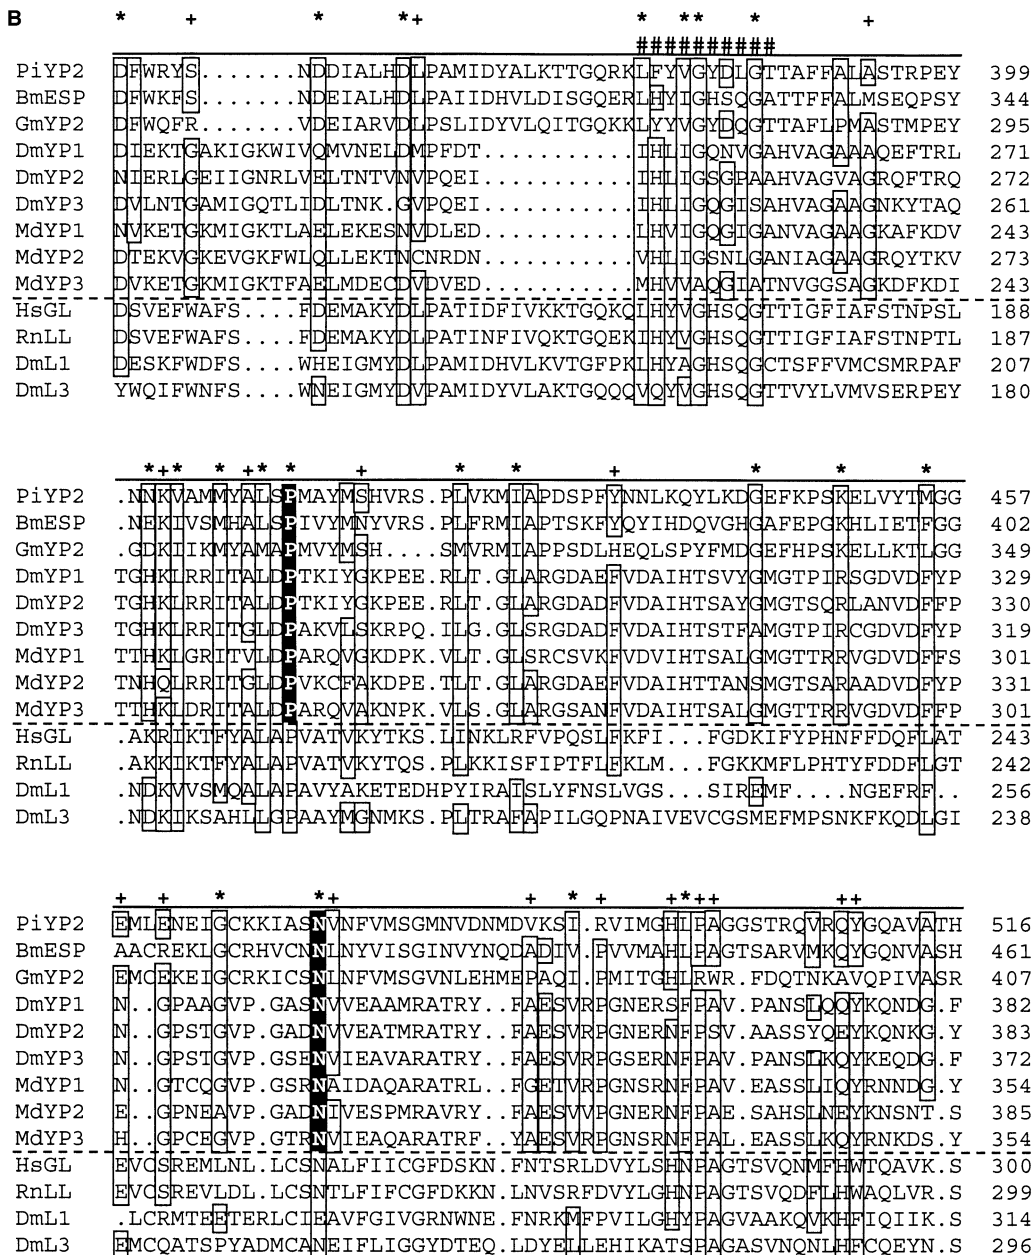 B * + * *+ * ** * +
##########
PiYP2 DFWRYS.......NDDIALHDLPAMIDYALKTTGQRKLFYVGYDLGTTAFFALASTRPEY 399
BmESP DFWKFS.......NDEIALHDLPAIIDHVLDISGQERLHYIGHSQGATTFFALMSEQPSY 344
GmYP2 DFWQFR.......VDEIARVDLPSLIDYVLQITGQKKLYYVGYDQGTTAFLPMASTMPEY 295
DmYP1 DIEKTGAKIGKWIVQMVNELDMPFDT...........IHLIGQNVGAHVAGAAAQEFTRL 271
DmYP2 NIERLGEIIGNRLVELTNTVNVPQEI...........IHLIGSGPAAHVAGVAGRQFTRQ 272
DmYP3 DVLNTGAMIGQTLIDLTNK.GVPQEI...........IHLIGQGISAHVAGAAGNKYTAQ 261
MdYP1 NVKETGKMIGKTLAELEKESNVDLED...........LHVIGQGIGANVAGAAGKAFKDV 243
MdYP2 DTEKVGKEVGKFWLQLLEKTNCNRDN...........VHLIGSNLGANIAGAAGRQYTKV 273
MdYP3 DVKETGKMIGKTFAELMDECDVDVED...........MHVVAQGIATNVGGSAGKDFKDI 243
HsGL DSVEFWAFS....FDEMAKYDLPATIDFIVKKTGQKQLHYVGHSQGTTIGFIAFSTNPSL 188
RnLL DSVEFWAFS....FDEMAKYDLPATINFIVQKTGQEKIHYVGHSQGTTIGFIAFSTNPTL 187
DmL1 DESKFWDFS....WHEIGMYDLPAMIDHVLKVTGFPKLHYAGHSQGCTSFFVMCSMRPAF 207
DmL3 YWQIFWNFS....WNEIGMYDVPAMIDYVLAKTGQQQVQYVGHSQGTTVYLVMVSERPEY 180
*+* * +* * + * * + * + *
PiYP2 .NNKVAMMYALSPMAYMSHVRS.PLVKMIAPDSPFYNNLKQYLKDGEFKPSKELVYTMGG 457
BmESP .NEKIVSMHALSPIVYMNYVRS.PLFRMIAPTSKFYQYIHDQVGHGAFEPGKHLIETFGG 402
GmYP2 .GDKIIKMYAMAPMVYMSH....SMVRMIAPPSDLHEQLSPYFMDGEFHPSKELLKTLGG 349
DmYP1 TGHKLRRITALDPTKIYGKPEE.RLT.GLARGDAEFVDAIHTSVYGMGTPIRSGDVDFYP 329
DmYP2 TGHKLRRITALDPTKIYGKPEE.RLT.GLARGDADFVDAIHTSAYGMGTSQRLANVDFFP 330
DmYP3 TGHKLRRITGLDPAKVLSKRPQ.ILG.GLSRGDADFVDAIHTSTFAMGTPIRCGDVDFYP 319
MdYP1 TTHKLGRITVLDPARQVGKDPK.VLT.GLSRCSVKFVDVIHTSALGMGTTRRVGDVDFFS 301
MdYP2 TNHQLRRITGLDPVKCFAKDPE.TLT.GLARGDAEFVDAIHTTANSMGTSARAADVDFYP 331
MdYP3 TTHKLDRITALDPARQVAKNPK.VLS.GLARGSANFVDAIHTSALGMGTTRRVGDVDFFP 301
HsGL .AKRIKTFYALAPVATVKYTKS.LINKLRFVPQSLFKFI...FGDKIFYPHNFFDQFLAT 243
RnLL .AKKIKTFYALAPVATVKYTQS.PLKKISFIPTFLFKLM...FGKKMFLPHTYFDDFLGT 242
DmL1 .NDKVVSMQALAPAVYAKETEDHPYIRAISLYFNSLVGS...SIREMF....NGEFRF.. 256
DmL3 .NDKIKSAHLLGPAAYMGNMKS.PLTRAFAPILGQPNAIVEVCGSMEFMPSNKFKQDLGI 238
+ + * *+ + * + +*++ ++
PiYP2 EMLENEIGCKKIASNVNFVMSGMNVDNMDVKSI.RVIMGHLPAGGSTRQVRQYGQAVATH 516
BmESP AACREKLGCRHVCNNLNYVISGINVYNQDADIV.PVVMAHLPAGTSARVMKQYGQNVASH 461
GmYP2 EMCEKEIGCRKICSNLNFVMSGVNLEHMEPAQI.PMITGHLRWR.FDQTNKAVQPIVASR 407
DmYP1 N..GPAAGVP.GASNVVEAAMRATRY..FAESVRPGNERSFPAV.PANSLQQYKQNDG.F 382
DmYP2 N..GPSTGVP.GADNVVEATMRATRY..FAESVRPGNERNFPSV.AASSYQEYKQNKG.Y 383
DmYP3 N..GPSTGVP.GSENVIEAVARATRY..FAESVRPGSERNFPAV.PANSLKQYKEQDG.F 372
MdYP1 N..GTCQGVP.GSRNAIDAQARATRL..FGETVRPGNSRNFPAV.EASSLIQYRNNDG.Y 354
MdYP2 E..GPNEAVP.GADNTVESPMRAVRY..FAESVVPGNERNFPAE.SAHSLNEYKNSNT.S 385
MdYP3 H..GPCEGVP.GTRNVIEAQARATRY..FYAESVRPGNSRNFPAL.EASSLKQYRNKDS.Y 354
HsGL EVCSREMLNL.LCSNALFIICGFDSKN.FNTSRLDVYLSHNPAGTSVQNMFHWTQAVK.S 300
RnLL EVCSREVLDL.LCSNTLFIFCGFDKKN.LNVSRFDVYLGHNPAGTSVQDFLHWAQLVR.S 299
DmL1 .LCRMTEETERLCIEAVFGIVGRNWNE.FNRKMFPVILGHYPAGVAAKQVKHFIQIIK.S 314
DmL3 EMCQATSPYADMCANEIFLIGGYDTEQ.LDYELLEHIKATSPAGASVNQNLHFCQEYN.S 296